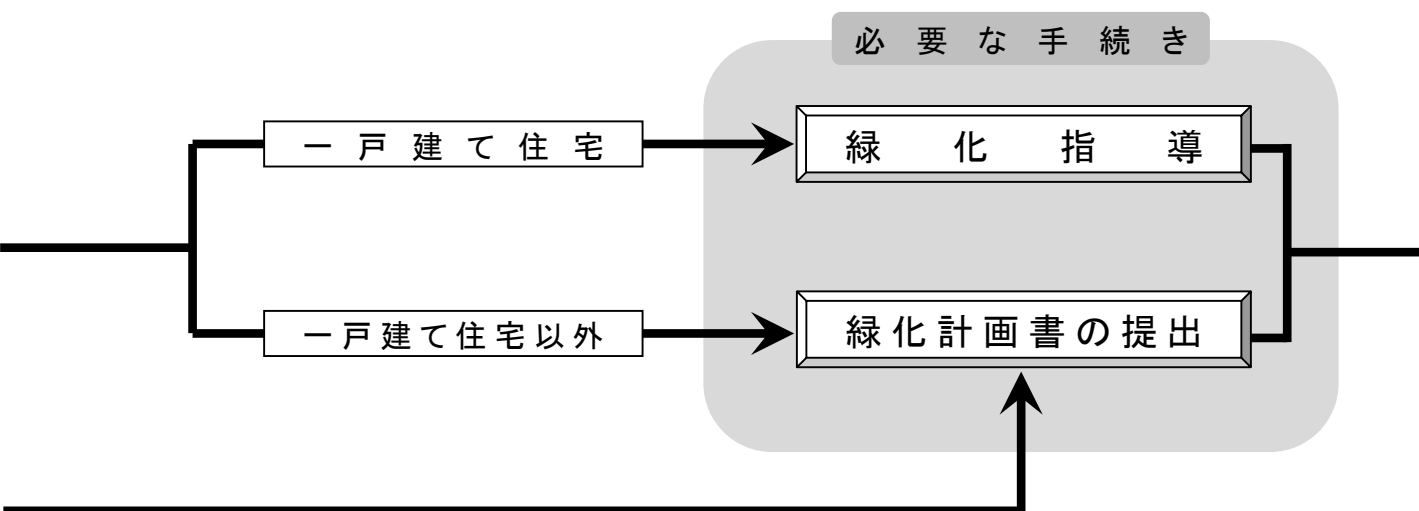 必要な手続き
一戸建て住宅
緑化指導
一戸建て住宅以外
緑化計画書の提出